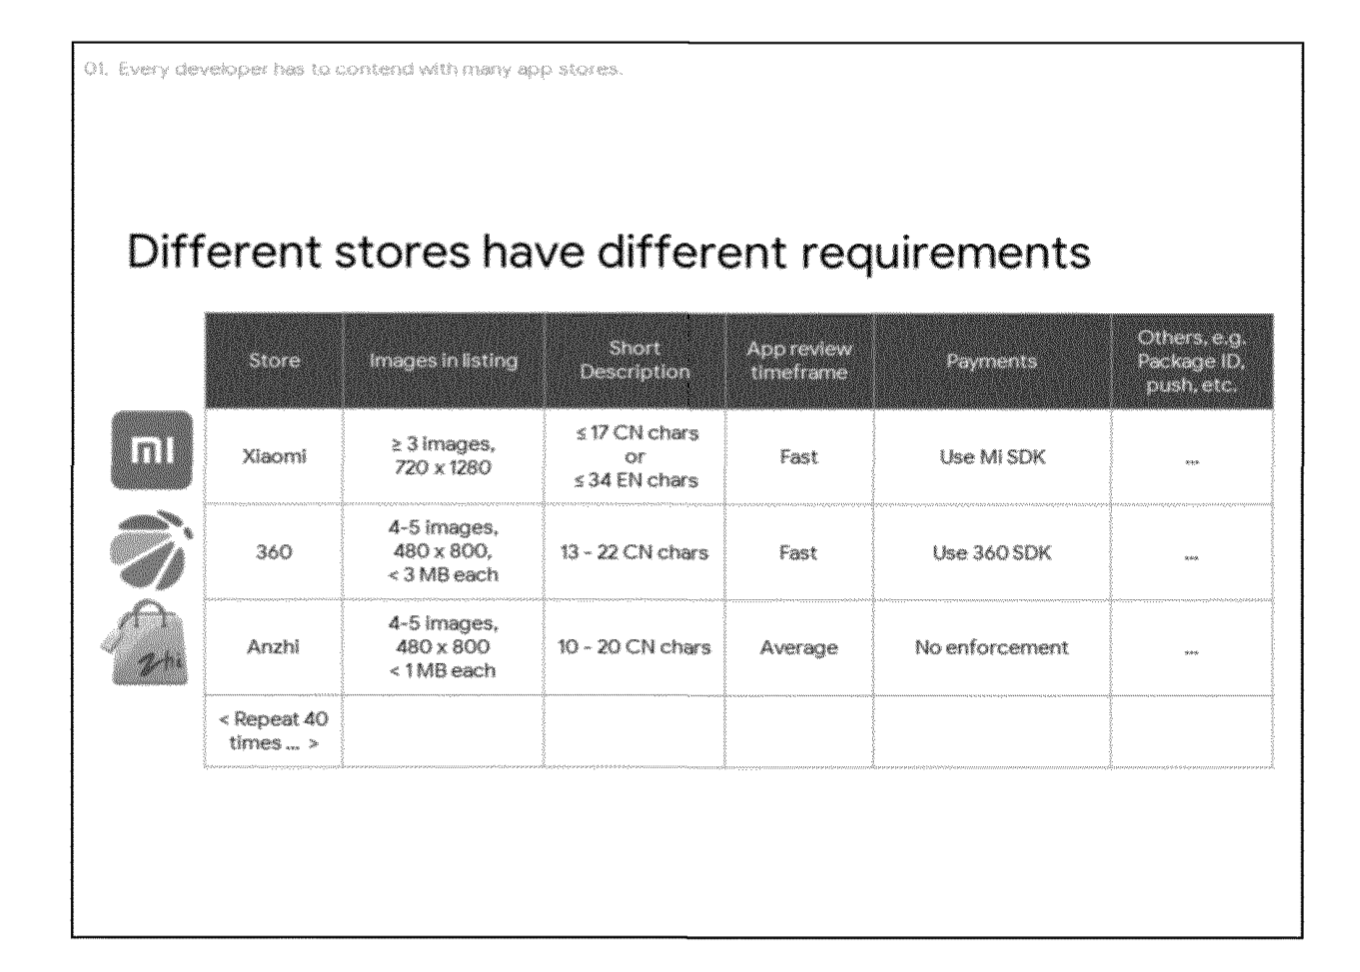 01. Every developer has to contend with many app stores.
Different stores have different requirements
Store
Images in listing
Short
Description
App review
timeframe
Payments
Others, e.g.
Package ID,
push, etc.
mi
Xiaomi
≥ 3 images,
720 x 1280
≤ 17 CN chars
or
≤ 34 EN chars
Fast
Use Mi SDK
...
360
4-5 images,
480 x 800,
< 3 MB each
13 - 22 CN chars
Fast
Use 360 SDK
...
zhi
Anzhi
4-5 images,
480 x 800
< 1 MB each
10 - 20 CN chars
Average
No enforcement
...
< Repeat 40
times ... >